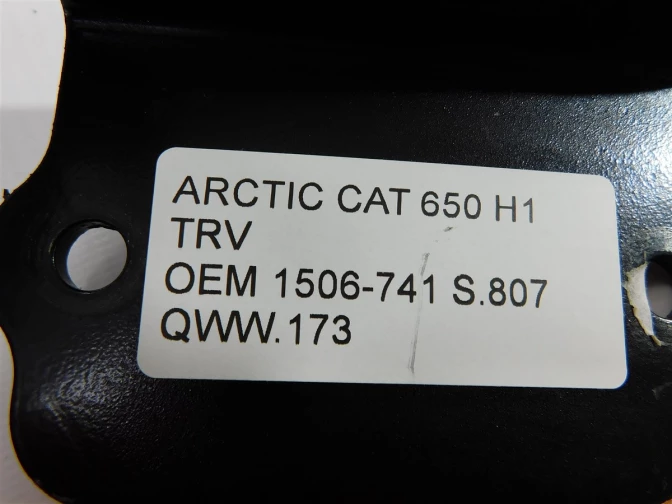 ARCTIC CAT 650 H1
TRV
OEM 1506-741 S.807
QWW.173